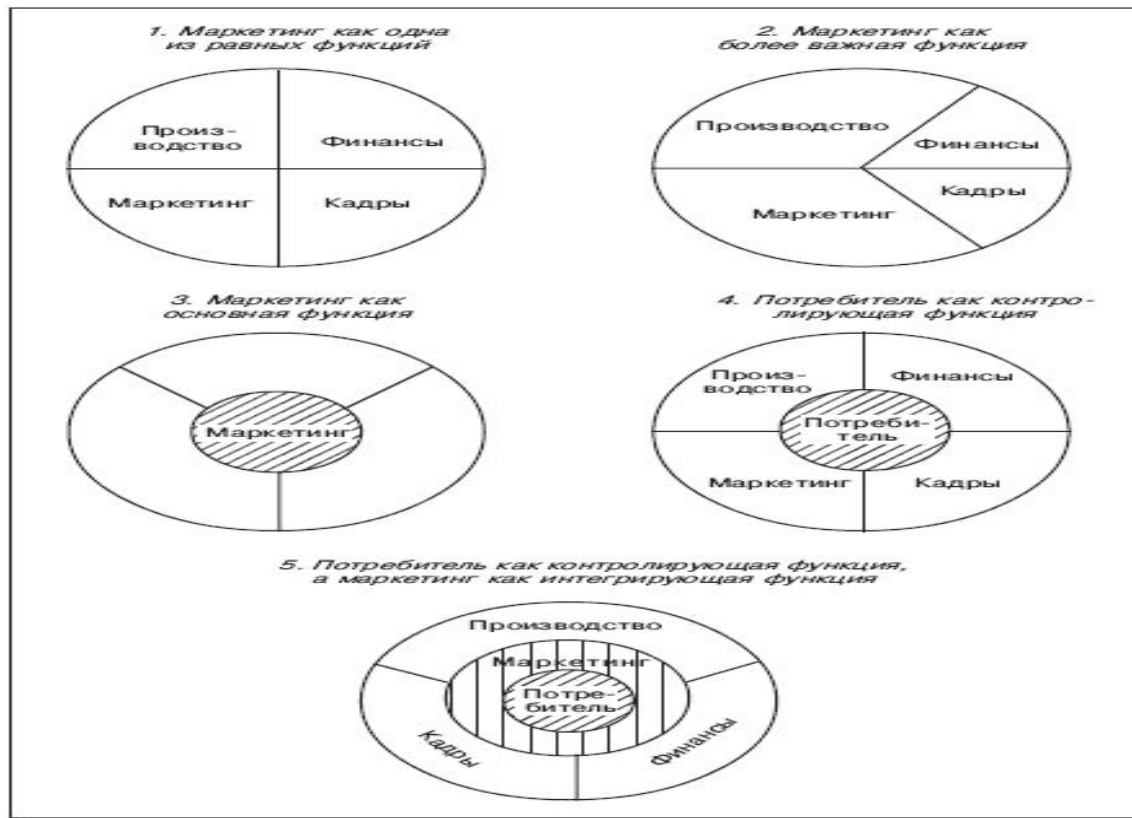 1. Маркетинг как одна
из равных функций
Произ-
водство
Финансы
Маркетинг
Кадры
2. Маркетинг как
более важная функция
Производство
Финансы
Кадры
Маркетинг
3. Маркетинг как
основная функция
Маркетинг
4. Потребитель как контро-
лирующая функция
Произ-
водство
Финансы
Потреби-
тель
Маркетинг
Кадры
5. Потребитель как контролирующая функция,
а маркетинг как интегрирующая функция
Производство
Маркетинг
Потре-
битель
Кадры
Финансы